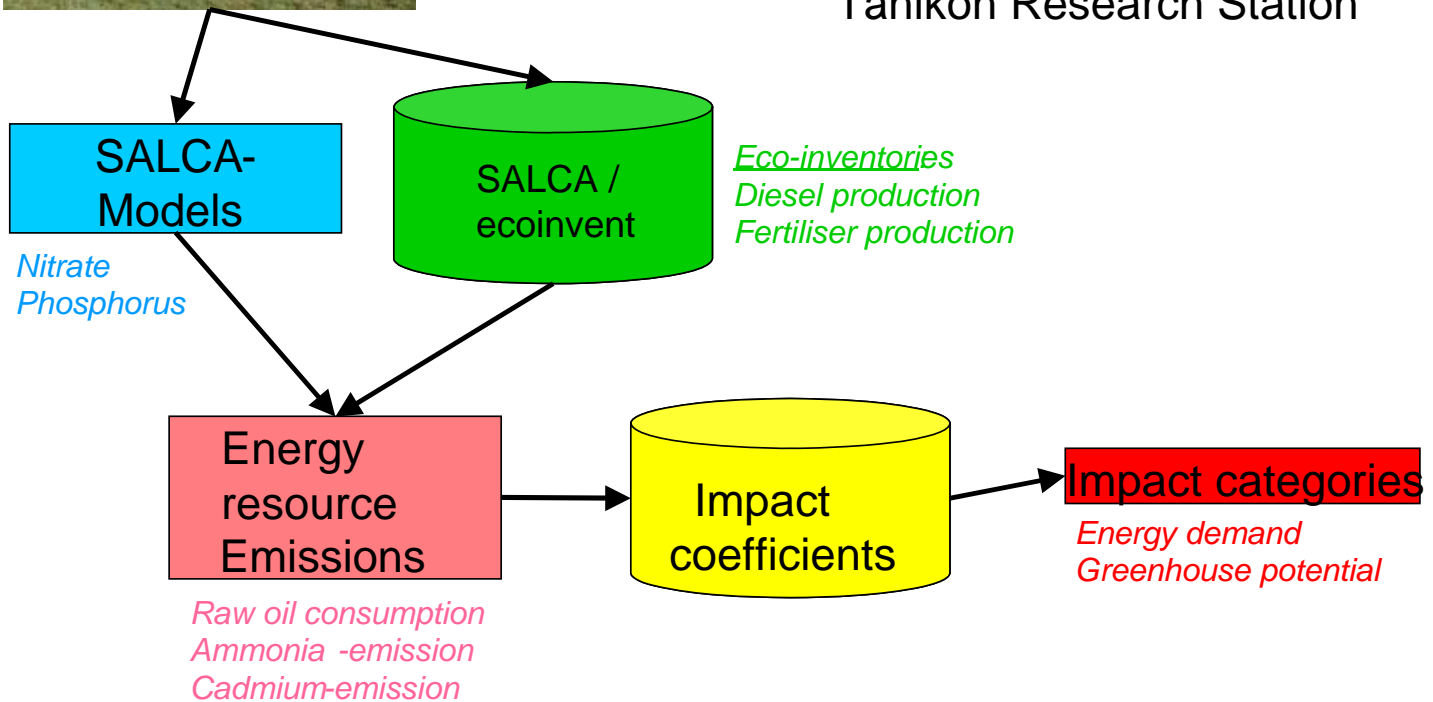 Tänikon Research Station
SALCA-
Models
Nitrate
Phosphorus
SALCA /
ecoinvent
Eco-inventories
Diesel production
Fertiliser production
Energy
resource
Emissions
Raw oil consumption
Ammonia -emission
Cadmium-emission
Impact
coefficients
Impact categories
Energy demand
Greenhouse potential